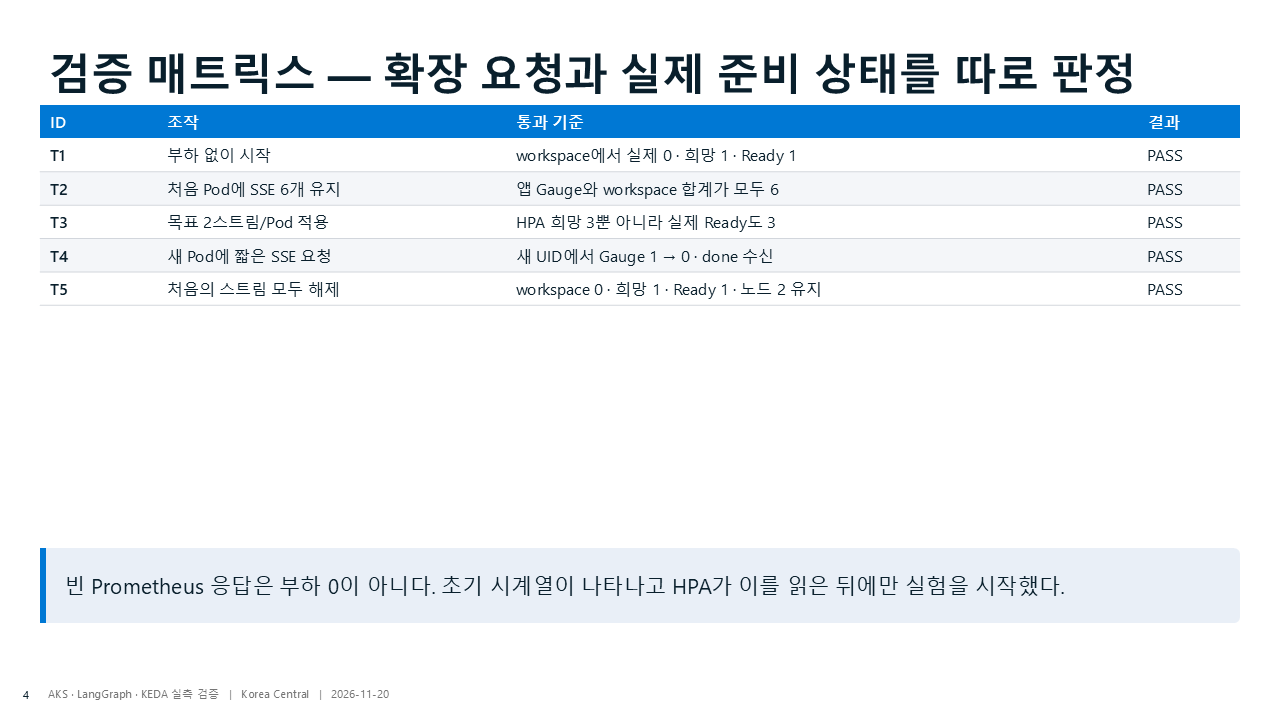 검증 매트릭스 — 확장 요청과 실제 준비 상태를 따로 판정
ID 조작 통과 기준 결과
T1 부하 없이 시작 workspace에서 실제 0 · 희망 1 · Ready 1 PASS
T2 처음 Pod에 SSE 6개 유지 앱 Gauge와 workspace 합계가 모두 6 PASS
T3 목표 2스트림/Pod 적용 HPA 희망 3뿐 아니라 실제 Ready도 3 PASS
T4 새 Pod에 짧은 SSE 요청 새 UID에서 Gauge 1 → 0 · done 수신 PASS
T5 처음의 스트림 모두 해제 workspace 0 · 희망 1 · Ready 1 · 노드 2 유지 PASS
빈 Prometheus 응답은 부하 0이 아니다. 초기 시계열이 나타나고 HPA가 이를 읽은 뒤에만 실험을 시작했다.
4 AKS · LangGraph · KEDA 실측 검증 | Korea Central | 2026-11-20